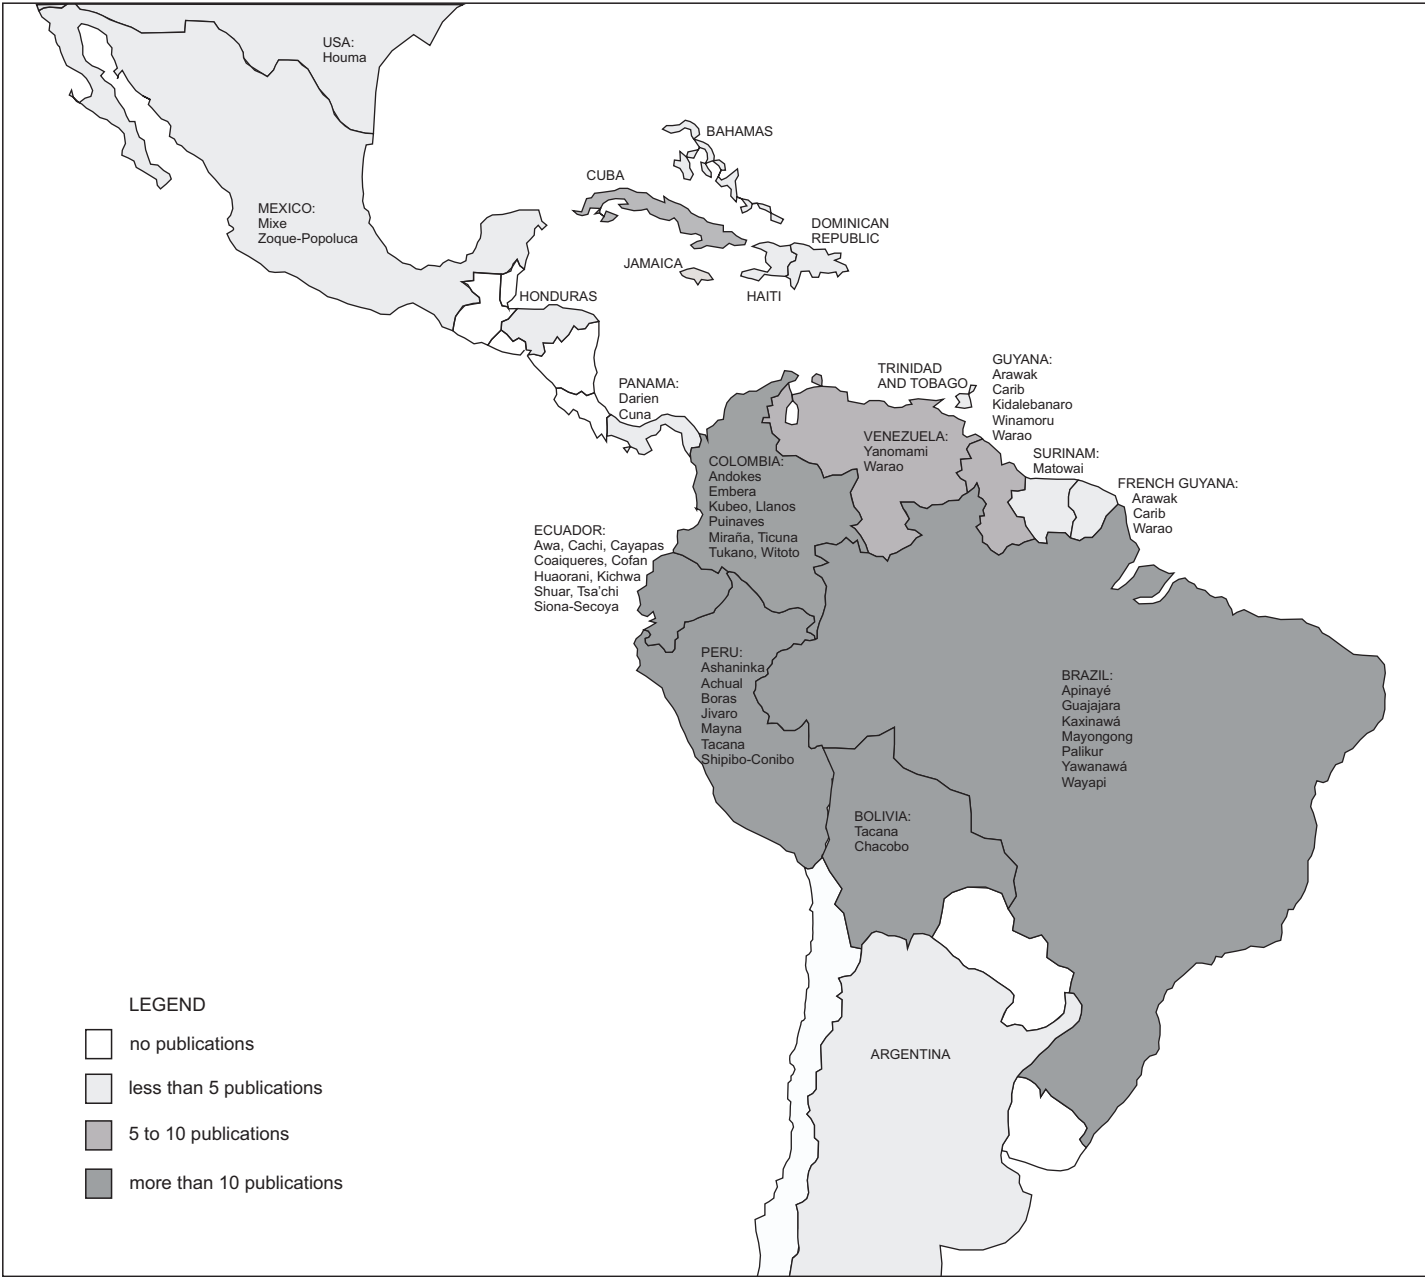 USA:
Houma
BAHAMAS
CUBA
MEXICO:
Mixe
Zoque-Popoluca
DOMINICAN
REPUBLIC
JAMAICA
HAITI
HONDURAS
PANAMA:
Darien
Cuna
TRINIDAD
AND TOBAGO
GUYANA:
Arawak
Carib
Kidalebanaro
Winamoru
Warao
VENEZUELA:
Yanomami
Warao
SURINAM:
Matowai
COLOMBIA:
Andokes
Embera
Kubeo, Llanos
Puinaves
Miraña, Ticuna
Tukano, Witoto
FRENCH GUYANA:
Arawak
Carib
Warao
ECUADOR:
Awa, Cachi, Cayapas
Coaiqueres, Cofan
Huaorani, Kichwa
Shuar, Tsa'chi
Siona-Secoya
PERU:
Ashaninka
Achual
Boras
Jivaro
Mayna
Tacana
Shipibo-Conibo
BRAZIL:
Apinayé
Guajajara
Kaxinawá
Mayongong
Palikur
Yawanawá
Wayapi
BOLIVIA:
Tacana
Chacobo
ARGENTINA
LEGEND
no publications
less than 5 publications
5 to 10 publications
more than 10 publications